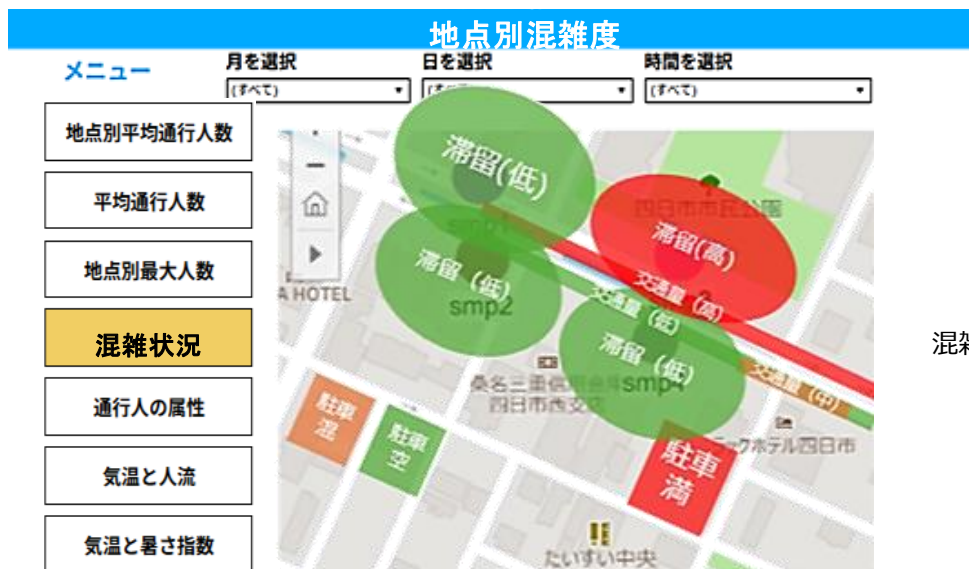 地点別混雑度
メニュー
月を選択
日を選択
時間を選択
(すべて)
(すべて)
地点別平均通行人数
平均通行人数
地点別最大人数
混雑状況
通行人の属性
気温と人流
気温と暑さ指数
滞留(低)
smp1
四日市市民公園
滞留(高)
滞留 (低)
smp2
A HOTEL
交通量 (高)
交通量 (低)
滞留 (低)
smp4
交通量 (中)
桑名三重信用金庫
四日市西支店
駐車
混
駐車
空
駐車
満
ックホテル四日市
たいすい中央
混